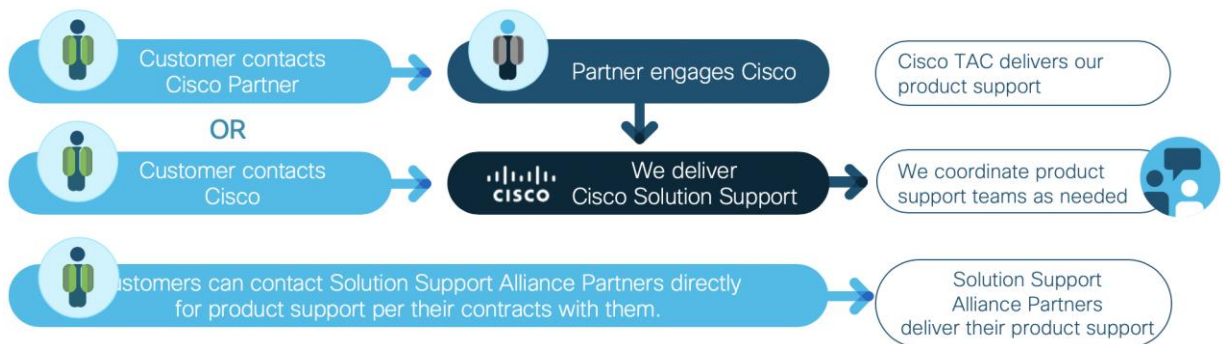 Customer contacts
Cisco Partner
Partner engages Cisco
Cisco TAC delivers our
product support
OR
Customer contacts
Cisco
CISCO
We deliver
Cisco Solution Support
We coordinate product
support teams as needed
ustomers can contact Solution Support Alliance Partners directly
for product support per their contracts with them.
Solution Support
Alliance Partners
deliver their product support